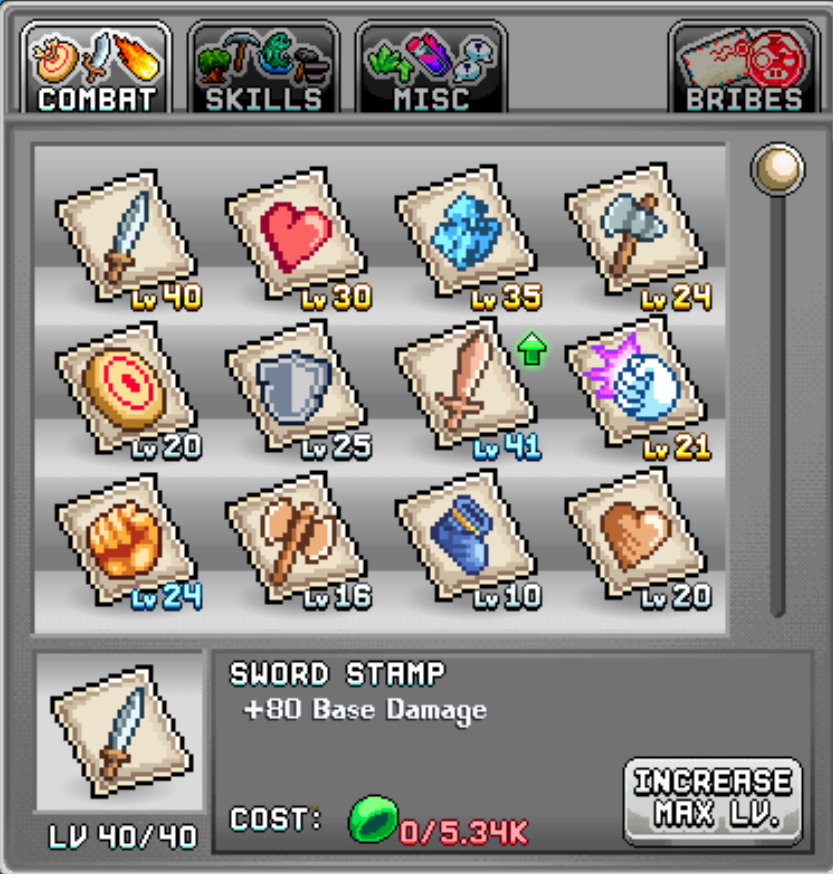 COMBAT SKILLS MISC BRIBES
Lv 40 Lv 30 Lv 35 Lv 24
Lv 20 Lv 25 Lv 41 Lv 21
Lv 24 Lv 16 Lv 10 Lv 20
SWORD STAMP
+80 Base Damage
INCREASE
MAX LV.
COST: 0/5.34K
LV 40/40